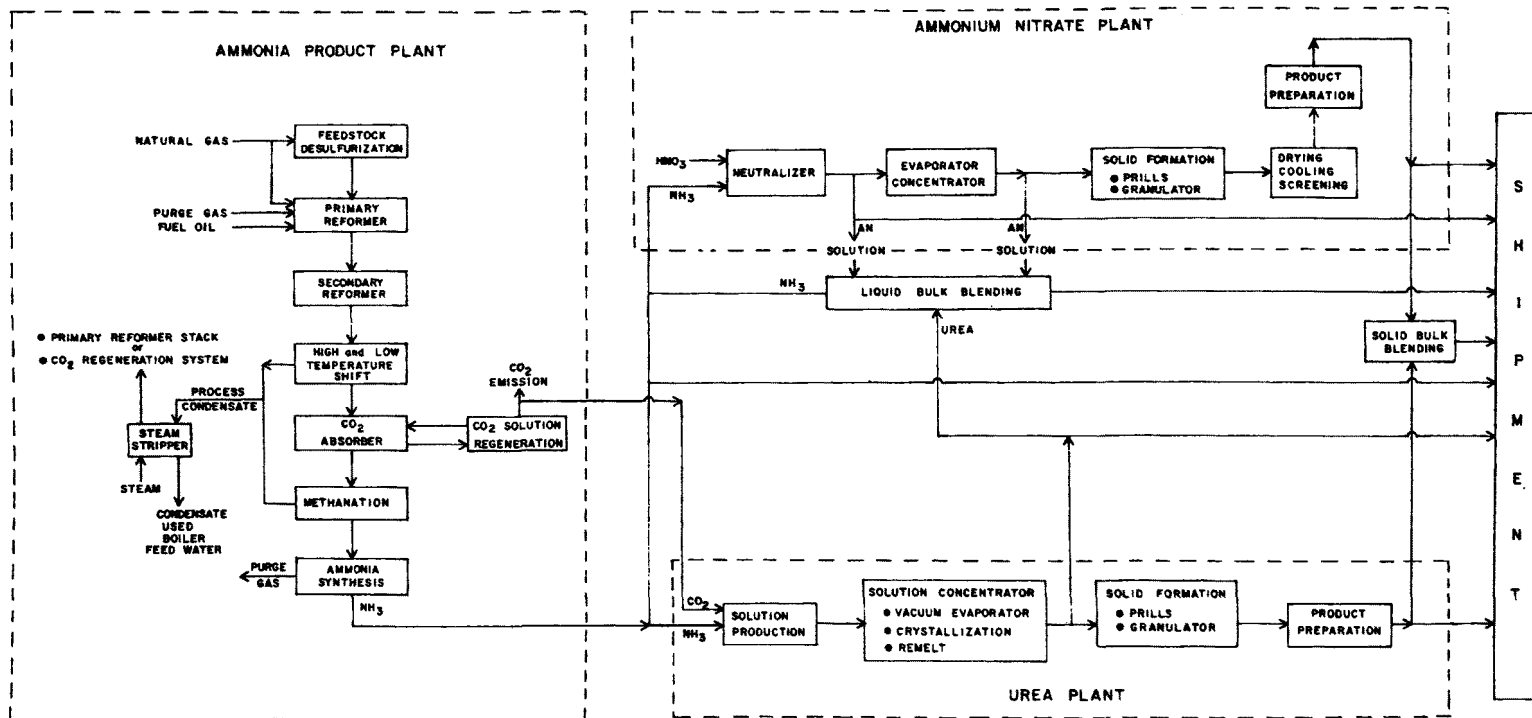 AMMONIA PRODUCT PLANT
NATURAL GAS
FEEDSTOCK
DESULFURIZATION
PURGE GAS
FUEL OIL
PRIMARY
REFORMER
SECONDARY
REFORMER
● PRIMARY REFORMER STACK
or
● CO2 REGENERATION SYSTEM
HIGH and LOW
TEMPERATURE
SHIFT
PROCESS
CONDENSATE
STEAM
STRIPPER
STEAM
CONDENSATE
USED
BOILER
FEED WATER
CO2
ABSORBER
CO2
EMISSION
CO2 SOLUTION
REGENERATION
METHANATION
AMMONIA
SYNTHESIS
PURGE
GAS
NH3
AMMONIUM NITRATE PLANT
HNO3
NH3
NEUTRALIZER
EVAPORATOR
CONCENTRATOR
SOLID FORMATION
● PRILLS
● GRANULATOR
DRYING
COOLING
SCREENING
PRODUCT
PREPARATION
AN
SOLUTION
AN
SOLUTION
NH3
LIQUID BULK BLENDING
UREA
SOLID BULK
BLENDING
CO2
NH3
SOLUTION
PRODUCTION
SOLUTION CONCENTRATOR
● VACUUM EVAPORATOR
● CRYSTALLIZATION
● REMELT
SOLID FORMATION
● PRILLS
● GRANULATOR
PRODUCT
PREPARATION
UREA PLANT
S
H
I
P
M
E
N
T